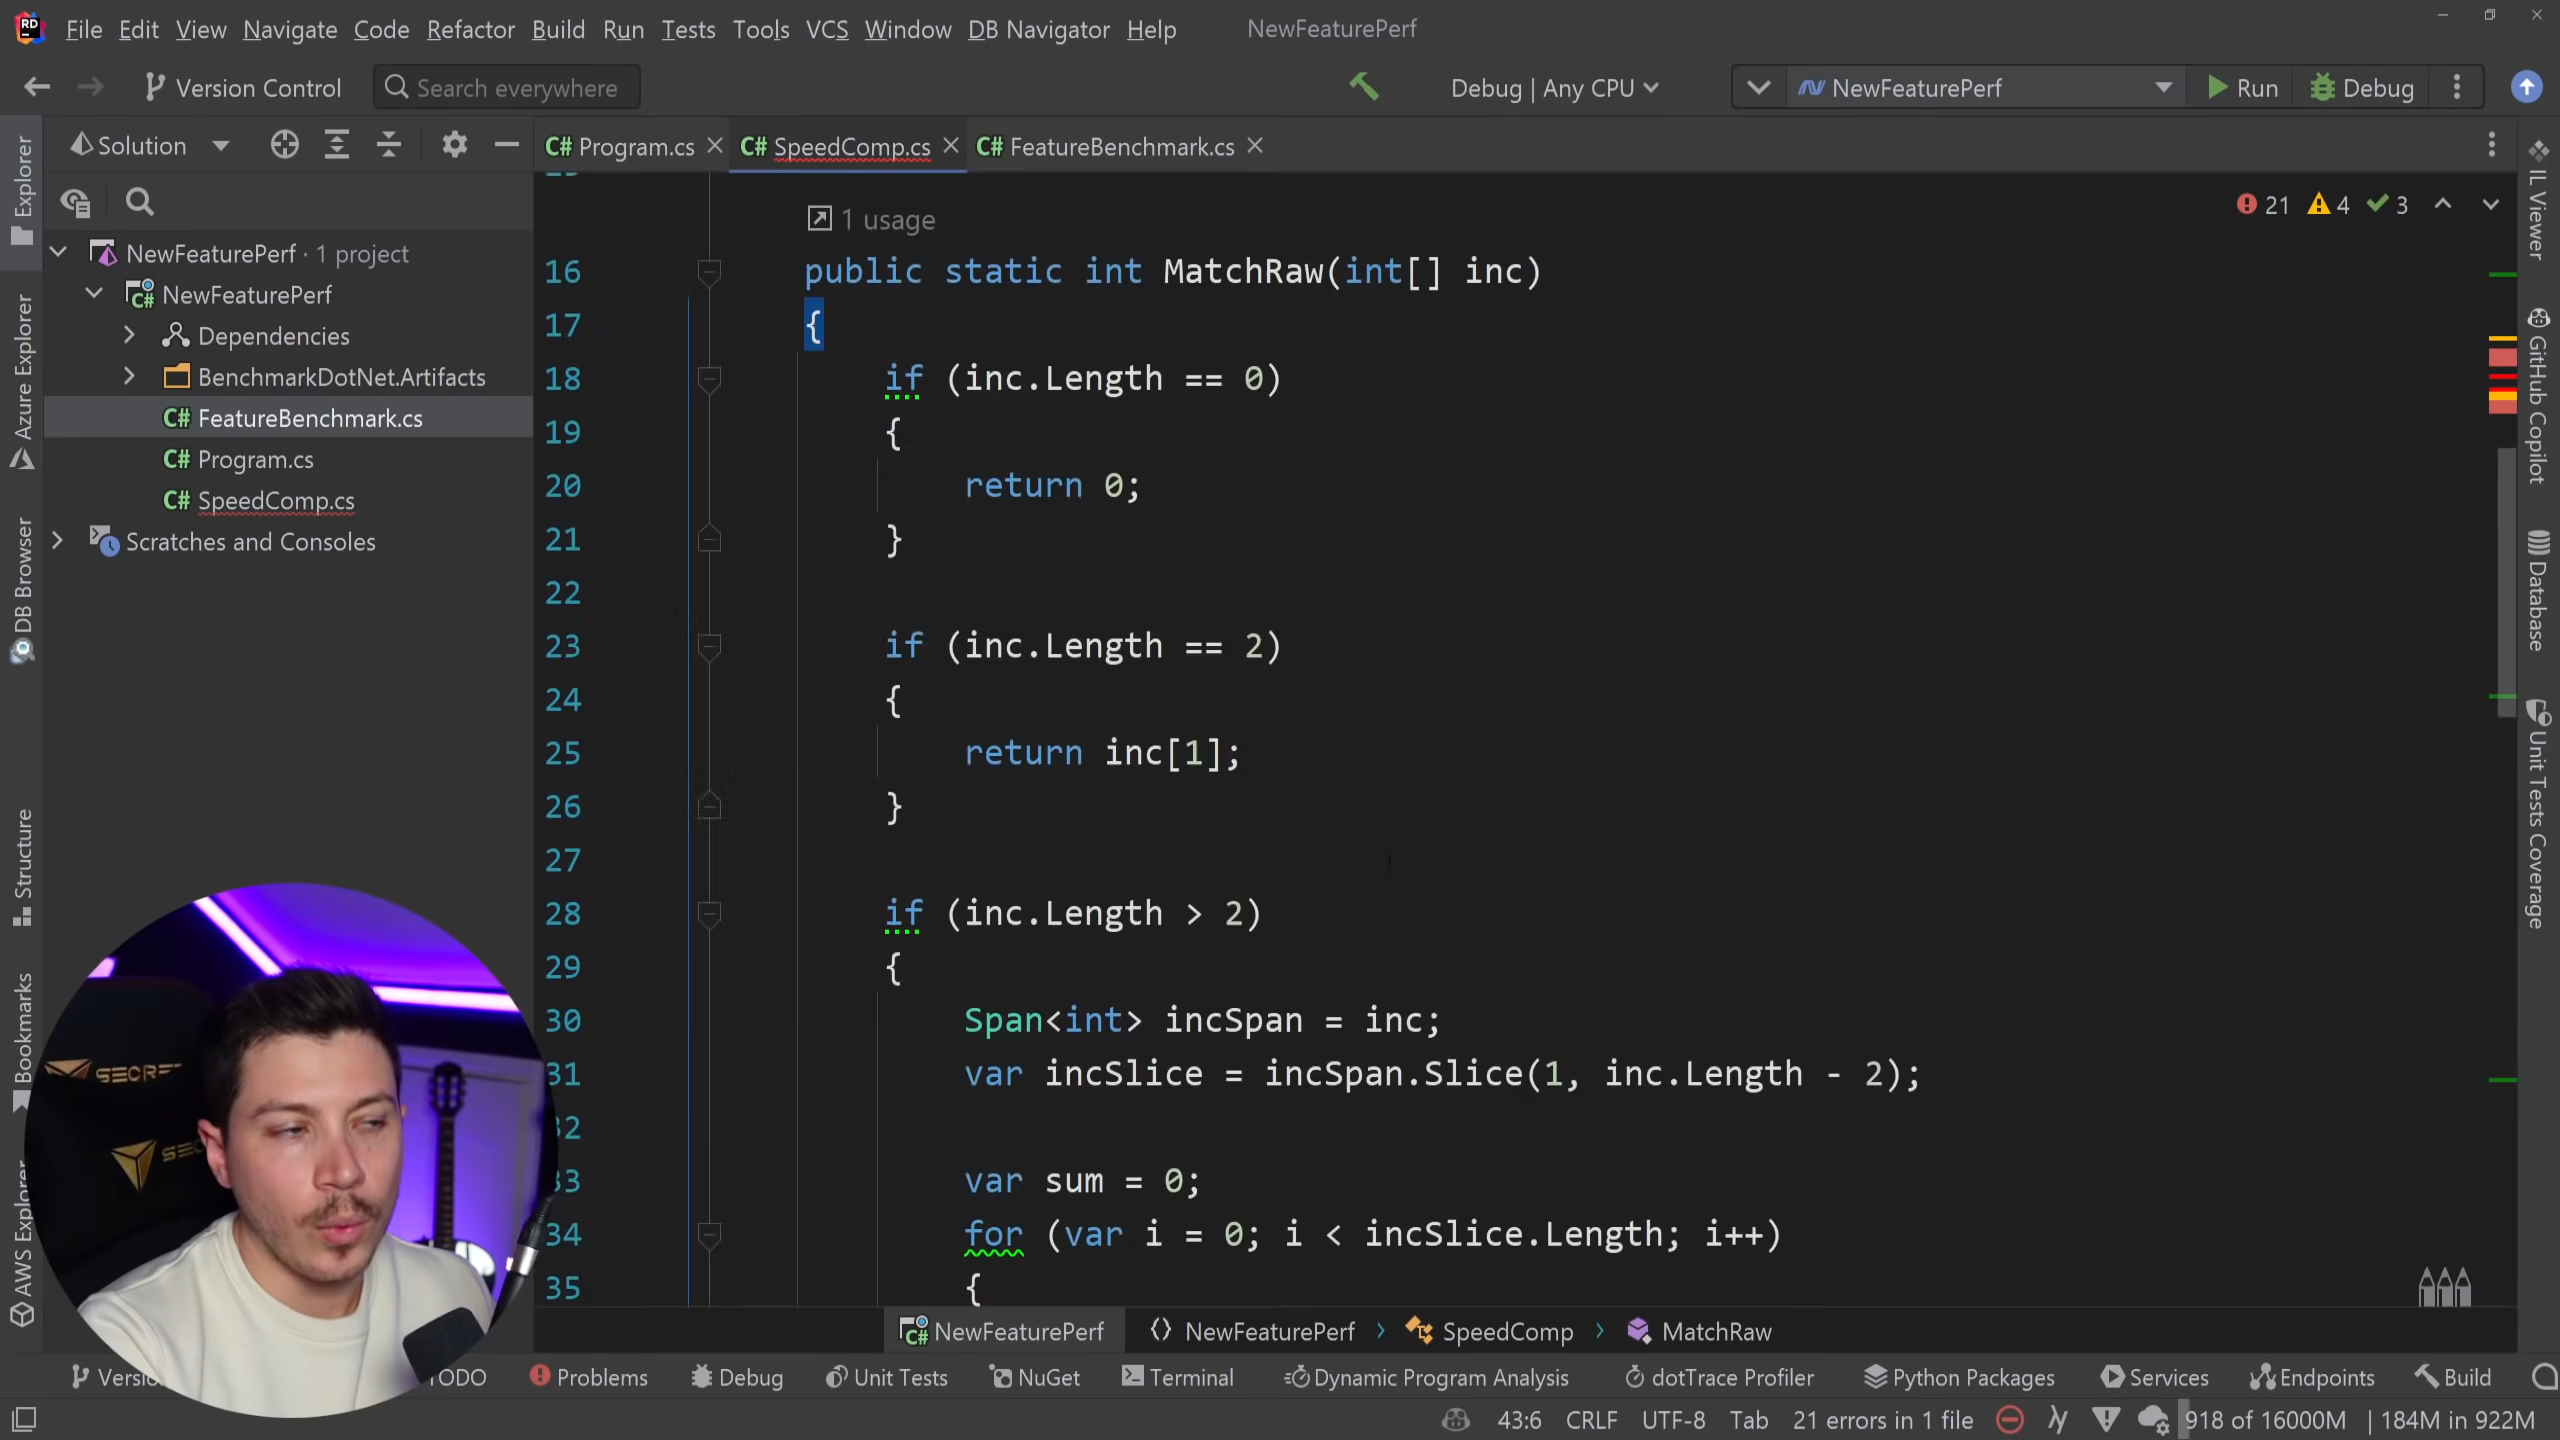 File Edit View Navigate Code Refactor Build Run Tests Tools VCS Window DB Navigator Help NewFeaturePerf
Version Control Search everywhere Debug | Any CPU NewFeaturePerf Run Debug
Solution
C# Program.cs C# SpeedComp.cs C# FeatureBenchmark.cs
NewFeaturePerf · 1 project
NewFeaturePerf
Dependencies
BenchmarkDotNet.Artifacts
C# FeatureBenchmark.cs
C# Program.cs
C# SpeedComp.cs
Scratches and Consoles
Explorer
Azure Explorer
DB Browser
Structure
Bookmarks
AWS Explorer
21 4 3
1 usage
16 public static int MatchRaw(int[] inc)
17 {
18 if (inc.Length == 0)
19 {
20 return 0;
21 }
22
23 if (inc.Length == 2)
24 {
25 return inc[1];
26 }
27
28 if (inc.Length > 2)
29 {
30 Span<int> incSpan = inc;
31 var incSlice = incSpan.Slice(1, inc.Length - 2);
32
33 var sum = 0;
34 for (var i = 0; i < incSlice.Length; i++)
35 {
IL Viewer
GitHub Copilot
Database
Unit Tests Coverage
SECRET
NewFeaturePerf NewFeaturePerf SpeedComp MatchRaw
Versio TODO Problems Debug Unit Tests NuGet Terminal Dynamic Program Analysis dotTrace Profiler Python Packages Services Endpoints Build
43:6 CRLF UTF-8 Tab 21 errors in 1 file 918 of 16000M | 184M in 922M